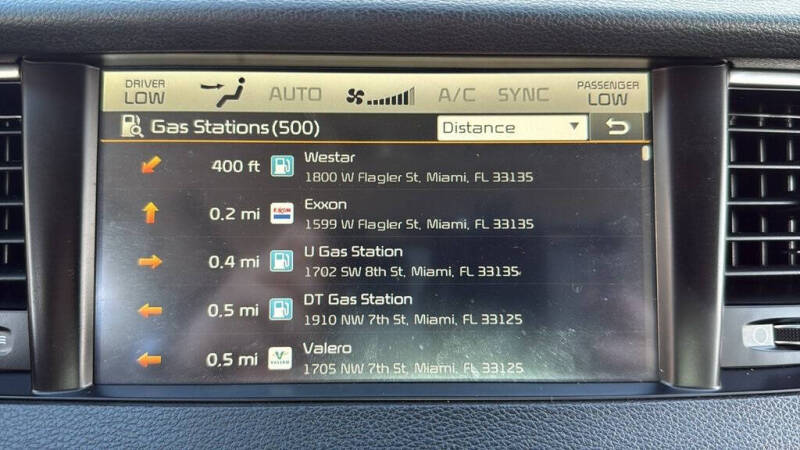 DRIVER LOW AUTO A/C SYNC PASSENGER LOW
Gas Stations (500) Distance
400 ft Westar
1800 W Flagler St, Miami, FL 33135
0.2 mi EXXON Exxon
1599 W Flagler St, Miami, FL 33135
0.4 mi U Gas Station
1702 SW 8th St, Miami, FL 33135
0.5 mi DT Gas Station
1910 NW 7th St, Miami, FL 33125
0.5 mi VALERO Valero
1705 NW 7th St, Miami, FL 33125